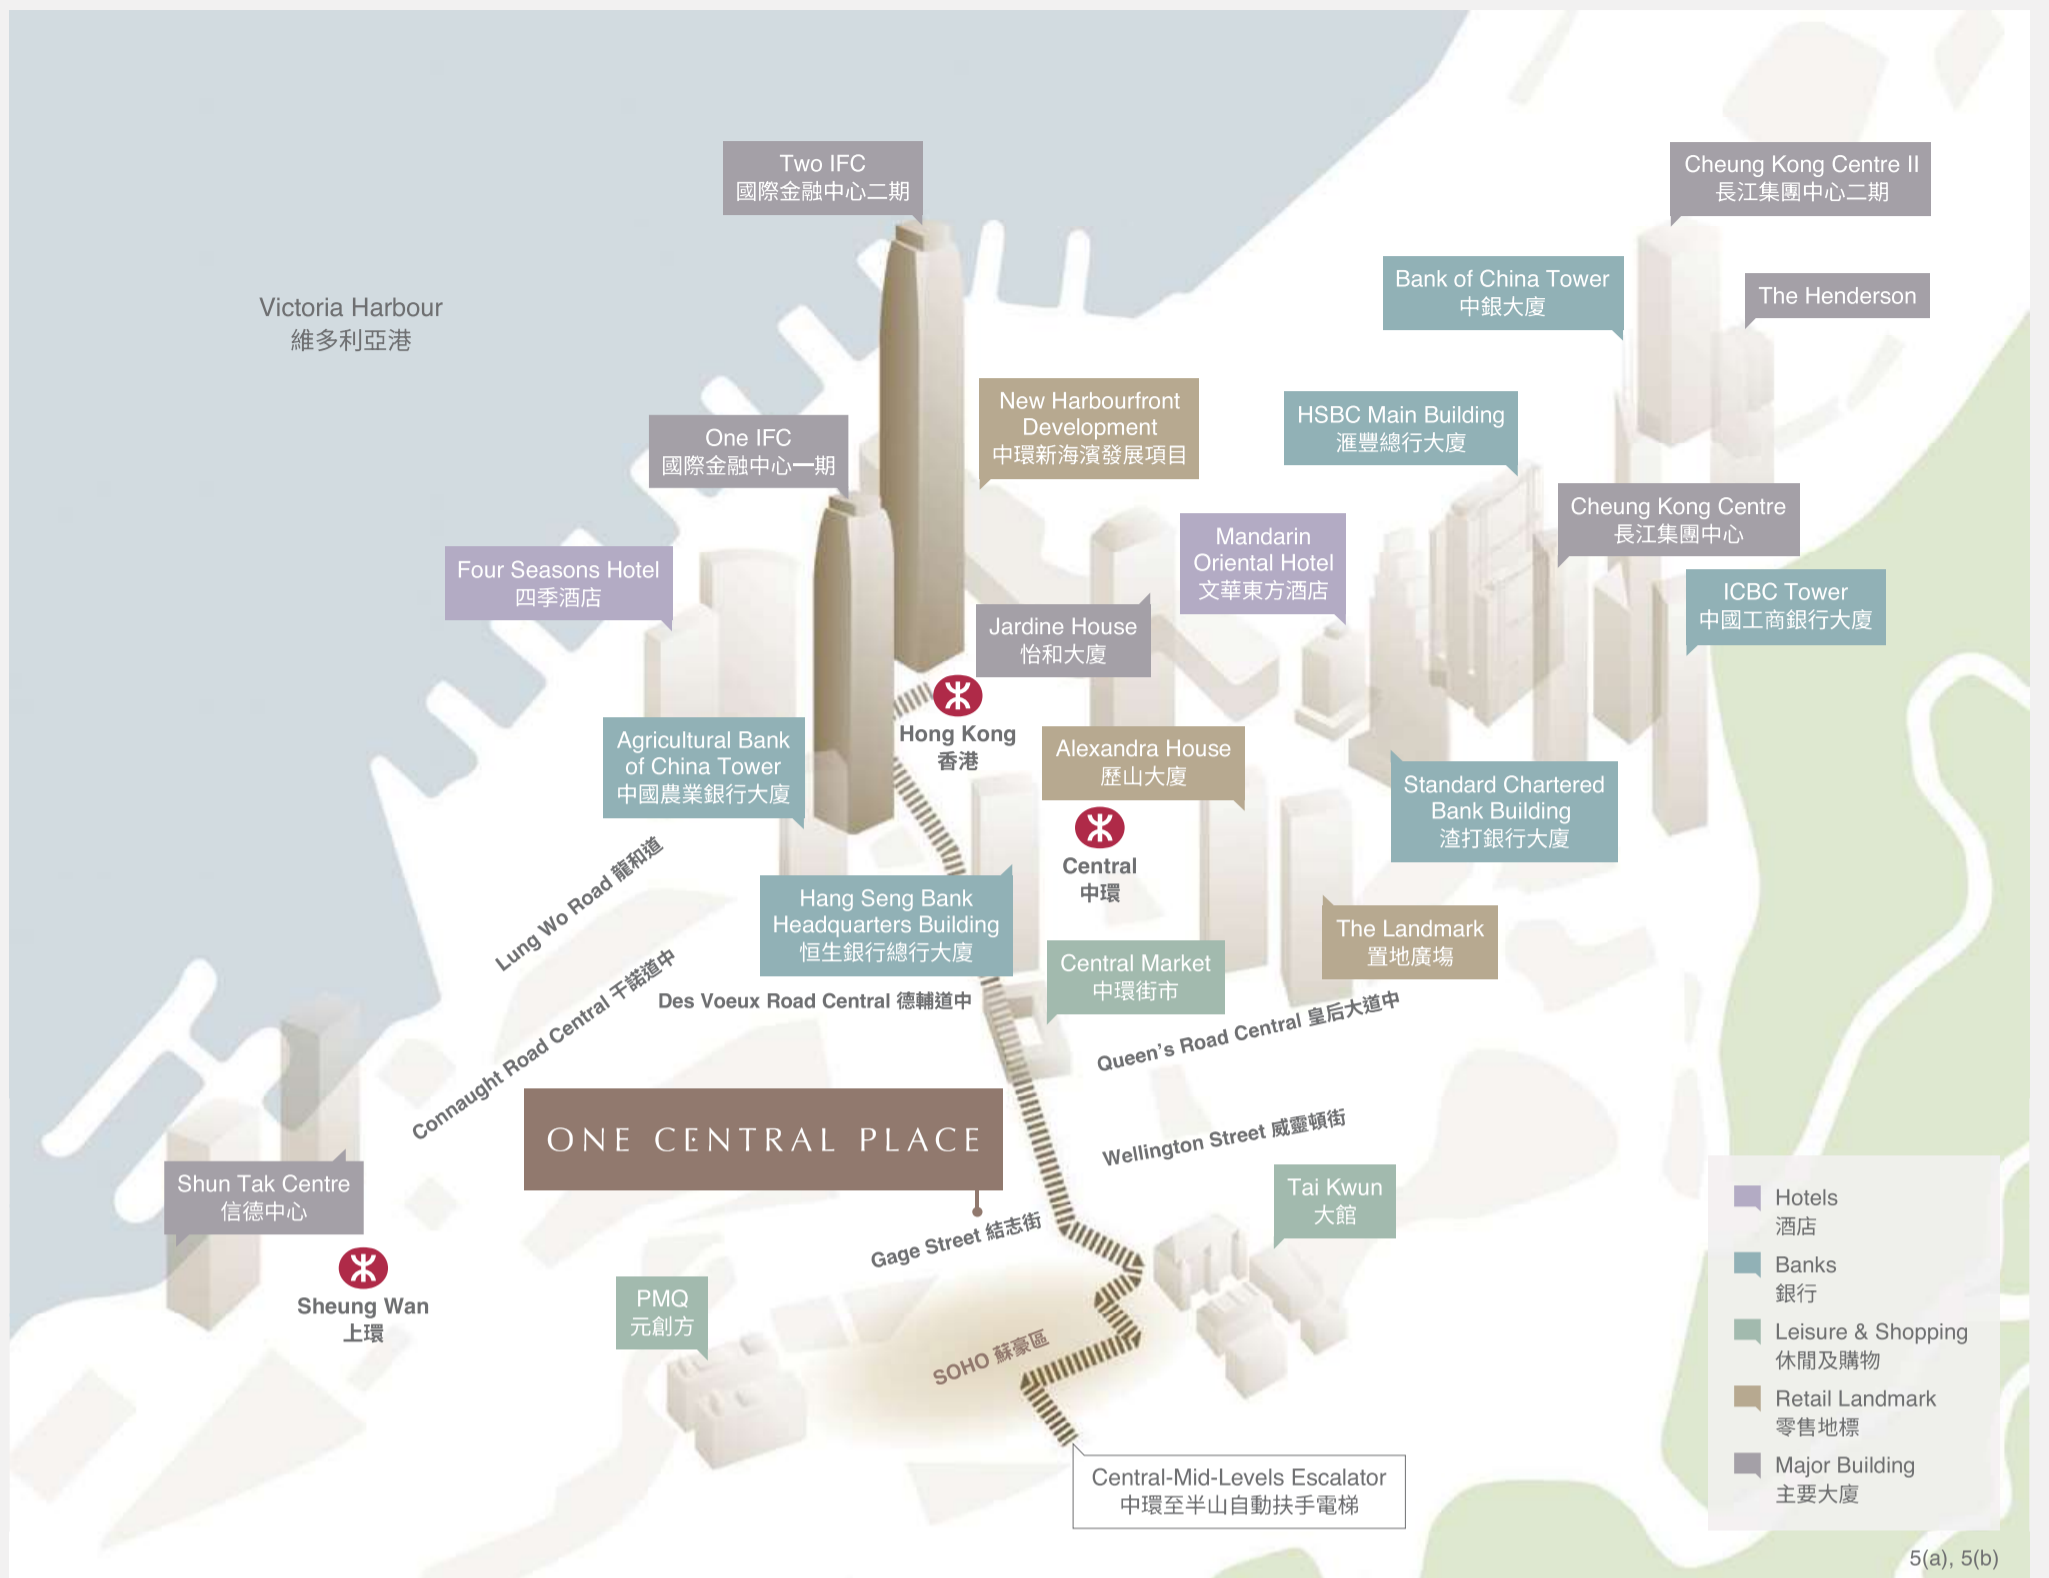 Two IFC
國際金融中心二期
Cheung Kong Centre II
長江集團中心二期
Bank of China Tower
中銀大廈
The Henderson
Victoria Harbour
維多利亞港
New Harbourfront
Development
中環新海濱發展項目
HSBC Main Building
滙豐總行大廈
One IFC
國際金融中心一期
Cheung Kong Centre
長江集團中心
Mandarin
Oriental Hotel
文華東方酒店
Four Seasons Hotel
四季酒店
ICBC Tower
中國工商銀行大廈
Jardine House
怡和大廈
Hong Kong
香港
Agricultural Bank
of China Tower
中國農業銀行大廈
Alexandra House
歷山大廈
Standard Chartered
Bank Building
渣打銀行大廈
Central
中環
Lung Wo Road 龍和道
Hang Seng Bank
Headquarters Building
恒生銀行總行大廈
The Landmark
置地廣塲
Central Market
中環街市
Connaught Road Central 干諾道中
Des Voeux Road Central 德輔道中
Queen's Road Central 皇后大道中
ONE CENTRAL PLACE
Wellington Street 威靈頓街
Shun Tak Centre
信德中心
Tai Kwun
大館
Gage Street 結志街
Sheung Wan
上環
PMQ
元創方
SOHO 蘇豪區
Central-Mid-Levels Escalator
中環至半山自動扶手電梯
Hotels
酒店
Banks
銀行
Leisure & Shopping
休閒及購物
Retail Landmark
零售地標
Major Building
主要大廈
5(a), 5(b)